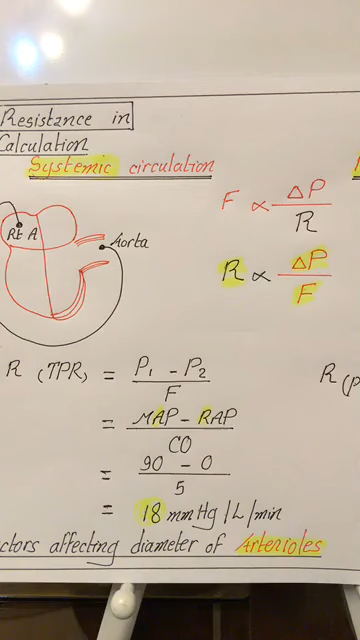 Resistance in
Calculation
Systemic circulation
F ∝ ΔP / R
Rt A
Aorta
R ∝ ΔP / F
R (TPR) = P₁ - P₂ / F
= MAP - RAP / CO
= 90 - 0 / 5
= 18 mmHg /L/min
ctors affecting diameter of Arterioles
R (P